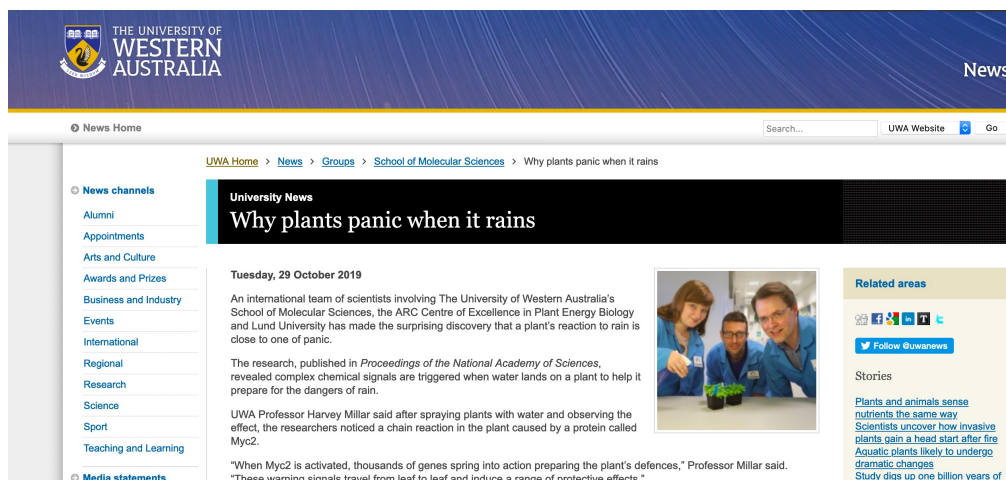 THE UNIVERSITY OF
WESTERN
AUSTRALIA
News
News Home
Search...
UWA Website
Go
UWA Home > News > Groups > School of Molecular Sciences > Why plants panic when it rains
News channels
Alumni
Appointments
Arts and Culture
Awards and Prizes
Business and Industry
Events
International
Regional
Research
Science
Sport
Teaching and Learning
Media statements
University News
Why plants panic when it rains
Tuesday, 29 October 2019
An international team of scientists involving The University of Western Australia's
School of Molecular Sciences, the ARC Centre of Excellence in Plant Energy Biology
and Lund University has made the surprising discovery that a plant's reaction to rain is
close to one of panic.
The research, published in Proceedings of the National Academy of Sciences,
revealed complex chemical signals are triggered when water lands on a plant to help it
prepare for the dangers of rain.
UWA Professor Harvey Millar said after spraying plants with water and observing the
effect, the researchers noticed a chain reaction in the plant caused by a protein called
Myc2.
“When Myc2 is activated, thousands of genes spring into action preparing the plant's defences,” Professor Millar said.
“These warning signals travel from leaf to leaf and induce a range of protective effects.”
Related areas
Follow @uwanews
Stories
Plants and animals sense
nutrients the same way
Scientists uncover how invasive
plants gain a head start after fire
Aquatic plants likely to undergo
dramatic changes
Study digs up one billion years of